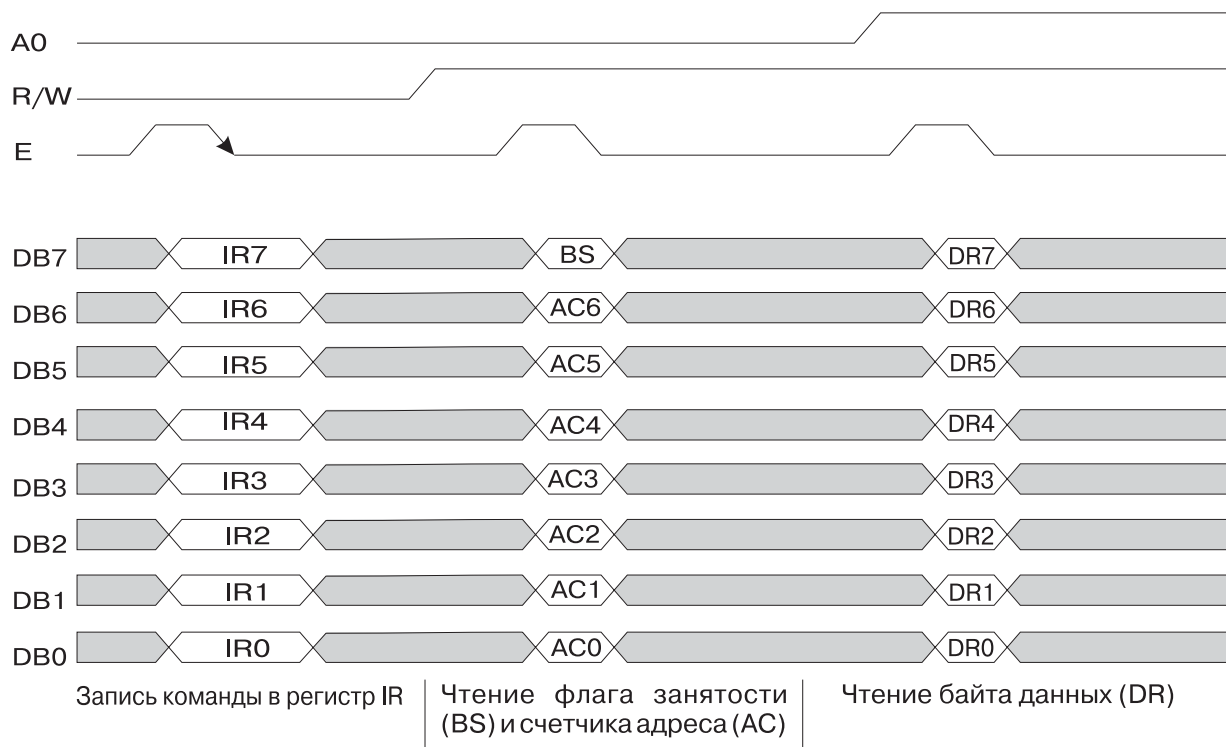 A0
R/W
E
DB7 IR7 BS DR7
DB6 IR6 AC6 DR6
DB5 IR5 AC5 DR5
DB4 IR4 AC4 DR4
DB3 IR3 AC3 DR3
DB2 IR2 AC2 DR2
DB1 IR1 AC1 DR1
DB0 IR0 AC0 DR0
Запись команды в регистр IR
Чтение флага занятости
(BS) и счетчика адреса (AC)
Чтение байта данных (DR)